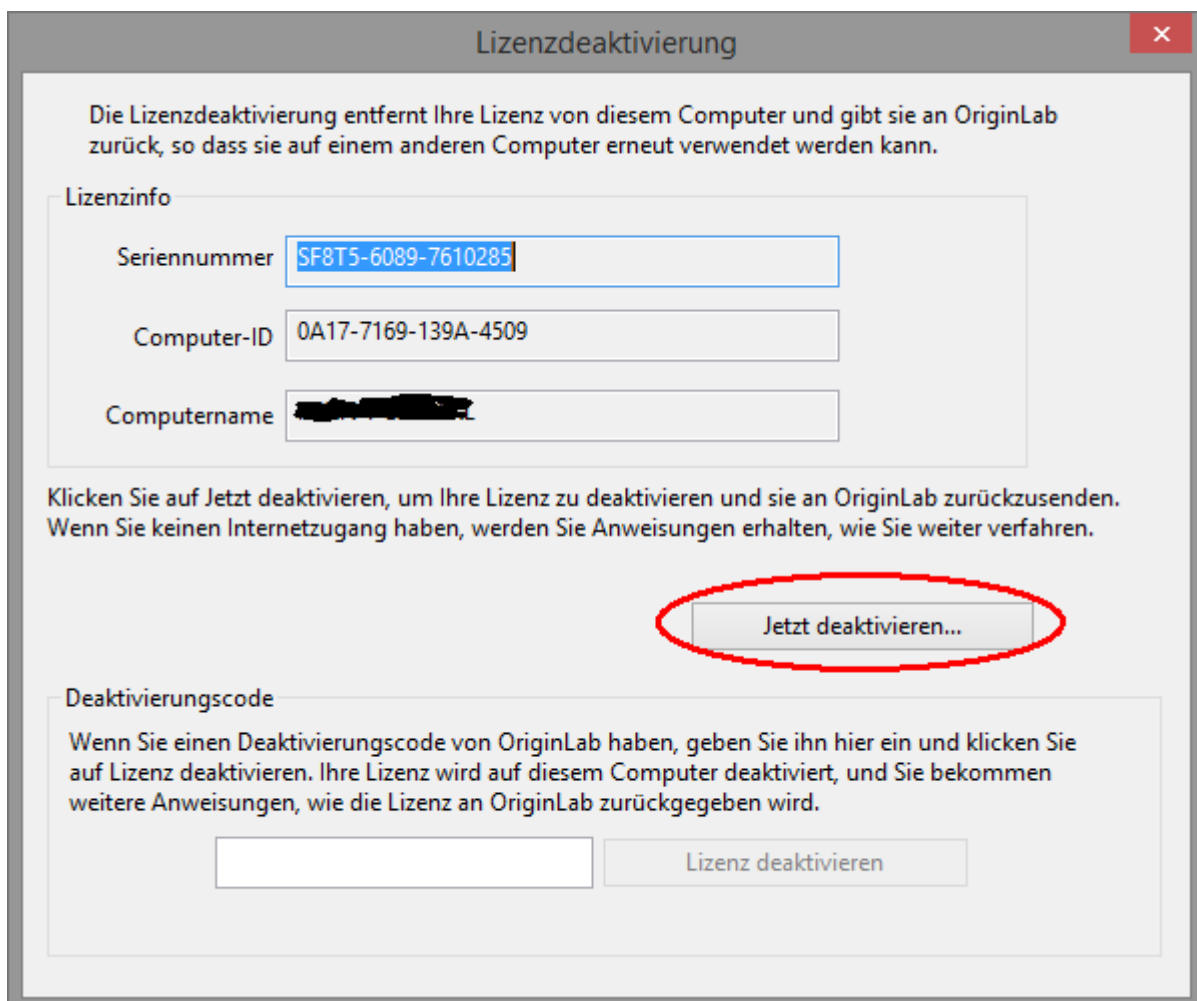 Lizenzdeaktivierung
Die Lizenzdeaktivierung entfernt Ihre Lizenz von diesem Computer und gibt sie an OriginLab
zurück, so dass sie auf einem anderen Computer erneut verwendet werden kann.
Lizenzinfo
Seriennummer SF8T5-6089-7610285
Computer-ID 0A17-7169-139A-4509
Computername
Klicken Sie auf Jetzt deaktivieren, um Ihre Lizenz zu deaktivieren und sie an OriginLab zurückzusenden.
Wenn Sie keinen Internetzugang haben, werden Sie Anweisungen erhalten, wie Sie weiter verfahren.
Jetzt deaktivieren...
Deaktivierungscode
Wenn Sie einen Deaktivierungscode von OriginLab haben, geben Sie ihn hier ein und klicken Sie
auf Lizenz deaktivieren. Ihre Lizenz wird auf diesem Computer deaktiviert, und Sie bekommen
weitere Anweisungen, wie die Lizenz an OriginLab zurückgegeben wird.
Lizenz deaktivieren